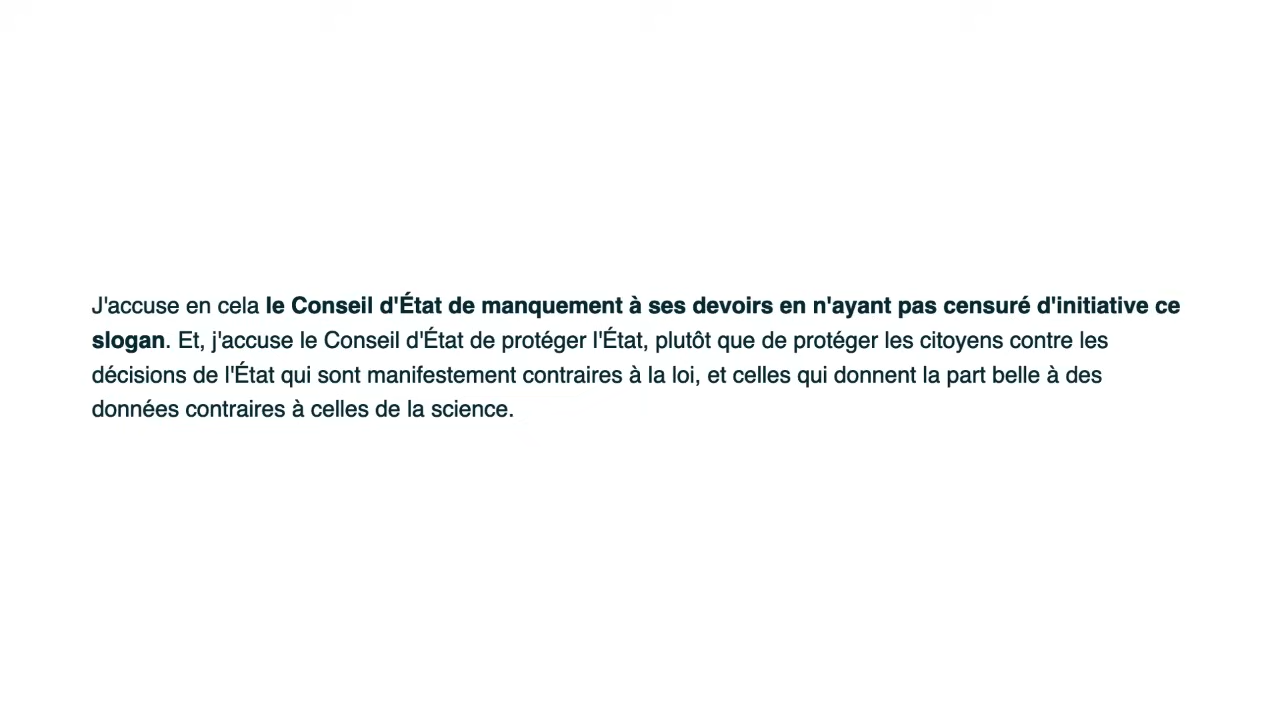 J'accuse en cela le Conseil d'État de manquement à ses devoirs en n'ayant pas censuré d'initiative ce
slogan. Et, j'accuse le Conseil d'État de protéger l'État, plutôt que de protéger les citoyens contre les
décisions de l'État qui sont manifestement contraires à la loi, et celles qui donnent la part belle à des
données contraires à celles de la science.